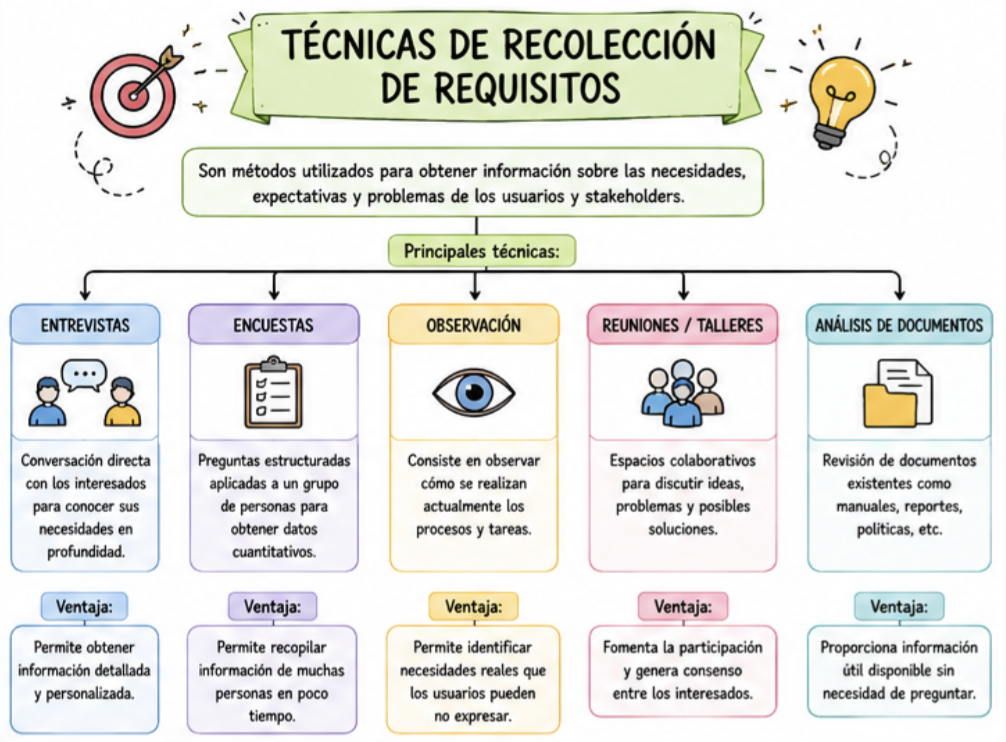 TÉCNICAS DE RECOLECCIÓN
DE REQUISITOS
Son métodos utilizados para obtener información sobre las necesidades,
expectativas y problemas de los usuarios y stakeholders.
Principales técnicas:
ENTREVISTAS
Conversación directa
con los interesados
para conocer sus
necesidades en
profundidad.
Ventaja:
Permite obtener
información detallada
y personalizada.
ENCUESTAS
Preguntas estructuradas
aplicadas a un grupo
de personas para
obtener datos
cuantitativos.
Ventaja:
Permite recopilar
información de muchas
personas en poco
tiempo.
OBSERVACIÓN
Consiste en observar
cómo se realizan
actualmente los
procesos y tareas.
Ventaja:
Permite identificar
necesidades reales que
los usuarios pueden
no expresar.
REUNIONES / TALLERES
Espacios colaborativos
para discutir ideas,
problemas y posibles
soluciones.
Ventaja:
Fomenta la participación
y genera consenso
entre los interesados.
ANÁLISIS DE DOCUMENTOS
Revisión de documentos
existentes como
manuales, reportes,
políticas, etc.
Ventaja:
Proporciona información
útil disponible sin
necesidad de preguntar.